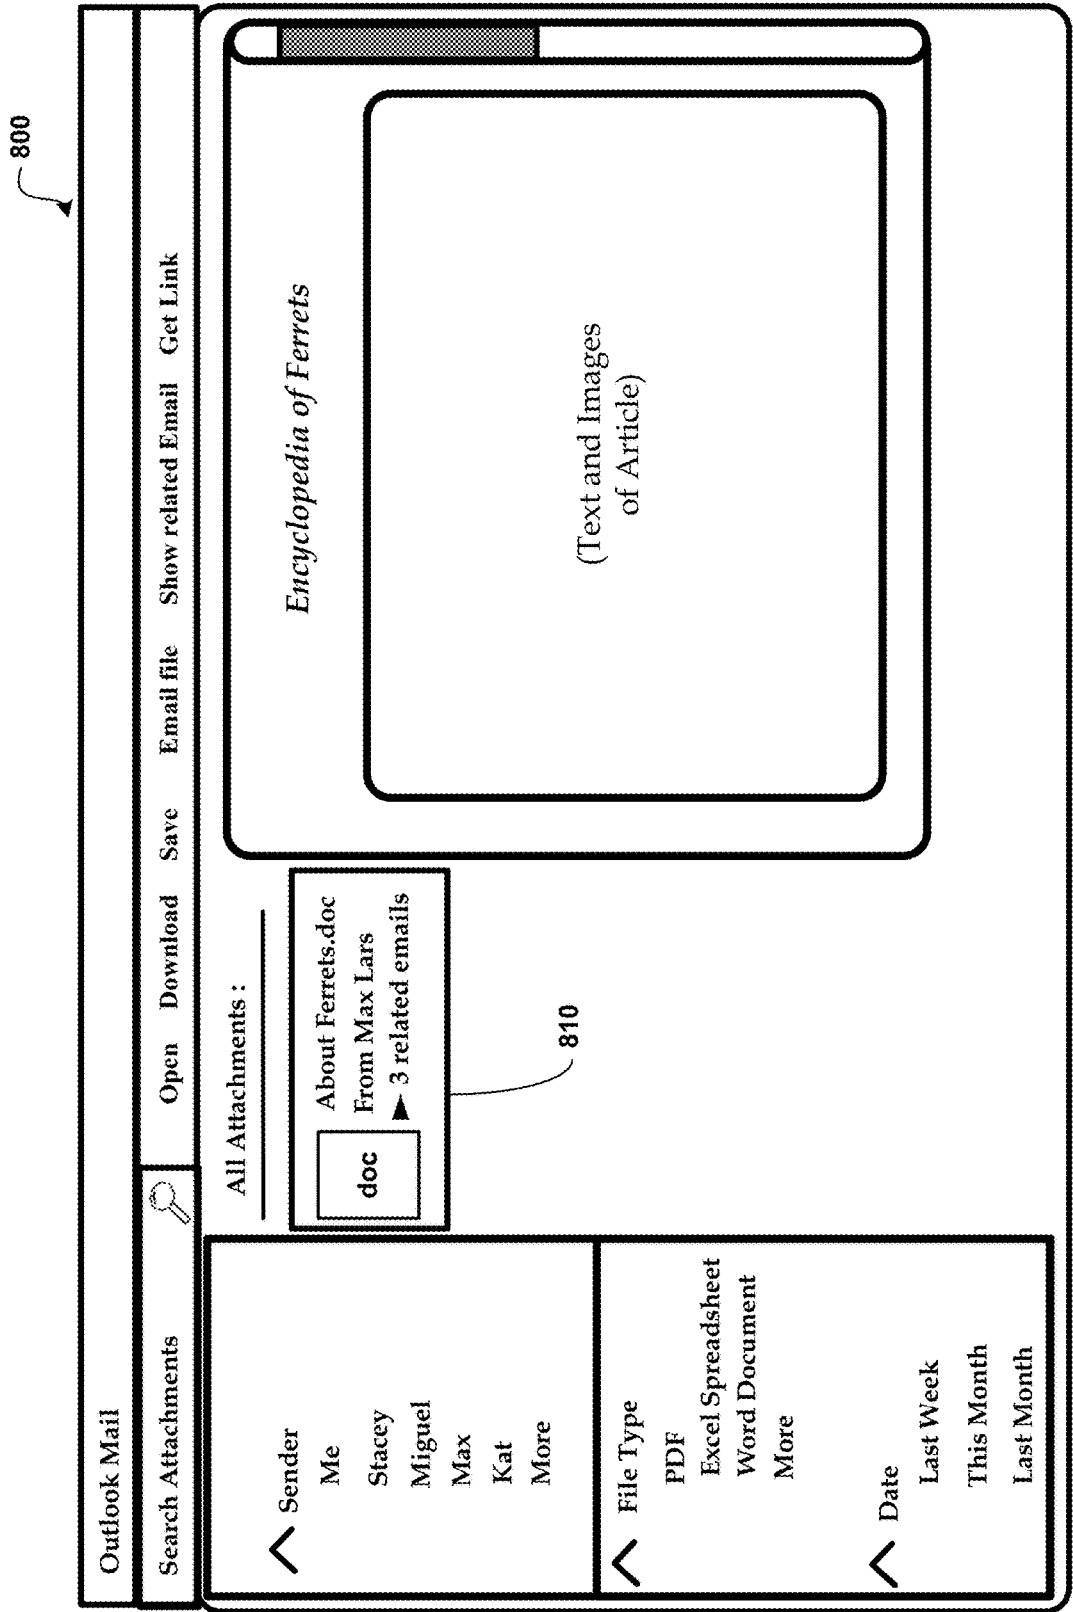 800
Outlook Mail
Search Attachments
Open Download Save Email file Show related Email Get Link
Sender
Me
Stacey
Miguel
Max
Kat
More
File Type
PDF
Excel Spreadsheet
Word Document
More
Date
Last Week
This Month
Last Month
All Attachments :
doc
About Ferrets.doc
From Max Lars
3 related emails
810
Encyclopedia of Ferrets
(Text and Images
of Article)